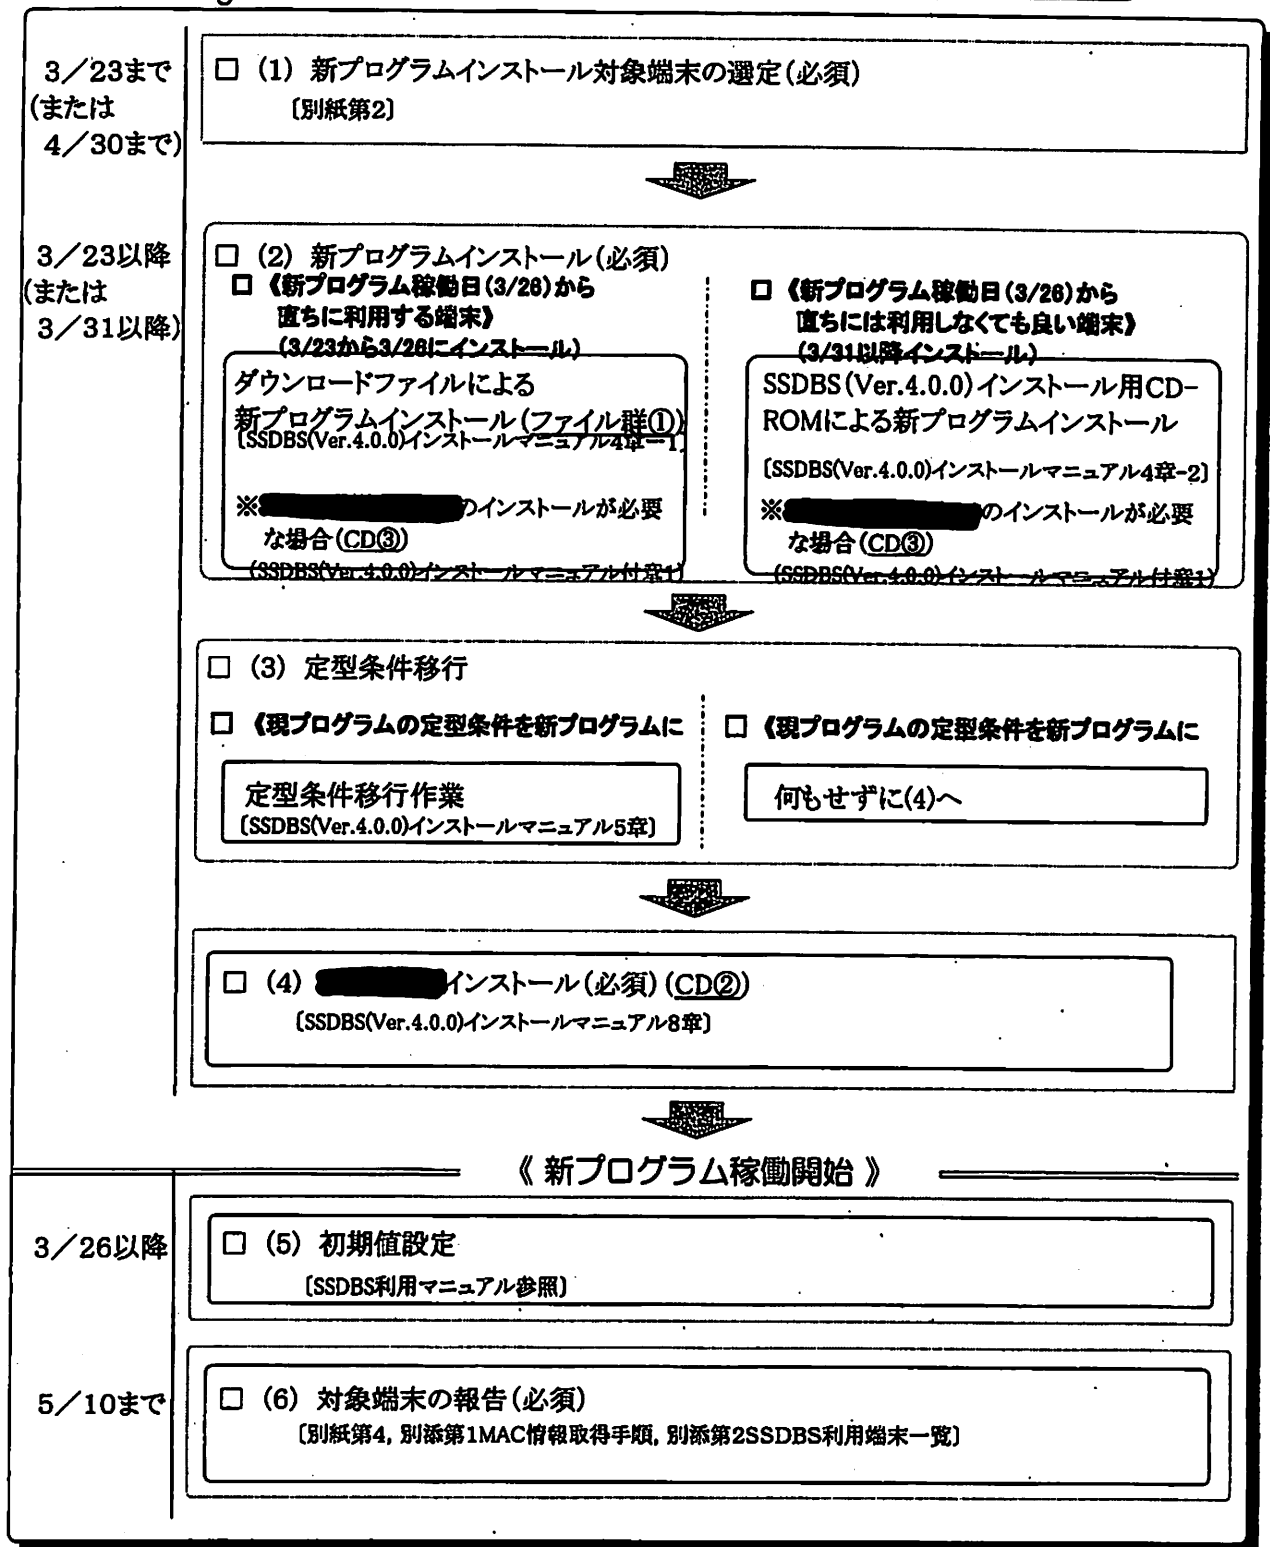 3／23まで
(または
4／30まで)
□ (1) 新プログラムインストール対象端末の選定(必須)
〔別紙第2〕
3／23以降
(または
3／31以降)
□ (2) 新プログラムインストール(必須)
□ 《新プログラム稼働日(3/26)から
直ちに利用する端末》
(3/23から3/26にインストール)
ダウンロードファイルによる
新プログラムインストール(ファイル群①)
〔SSDBS(Ver.4.0.0)インストールマニュアル4章-1〕
※のインストールが必要
な場合(CD③)
(SSDBS(Ver.4.0.0)インストールマニュアル付章1)
□ 《新プログラム稼働日(3/26)から
直ちには利用しなくても良い端末》
(3/31以降インストール)
SSDBS(Ver.4.0.0)インストール用CD-
ROMによる新プログラムインストール
〔SSDBS(Ver.4.0.0)インストールマニュアル4章-2〕
※のインストールが必要
な場合(CD③)
(SSDBS(Ver.4.0.0)インストールマニュアル付章1)
□ (3) 定型条件移行
□ 《現プログラムの定型条件を新プログラムに
定型条件移行作業
〔SSDBS(Ver.4.0.0)インストールマニュアル5章〕
□ 《現プログラムの定型条件を新プログラムに
何もせずに(4)へ
□ (4) インストール(必須)(CD②)
〔SSDBS(Ver.4.0.0)インストールマニュアル8章〕
《 新プログラム稼働開始 》
3／26以降
□ (5) 初期値設定
〔SSDBS利用マニュアル参照〕
5／10まで
□ (6) 対象端末の報告(必須)
〔別紙第4, 別添第1MAC情報取得手順, 別添第2SSDBS利用端末一覧〕